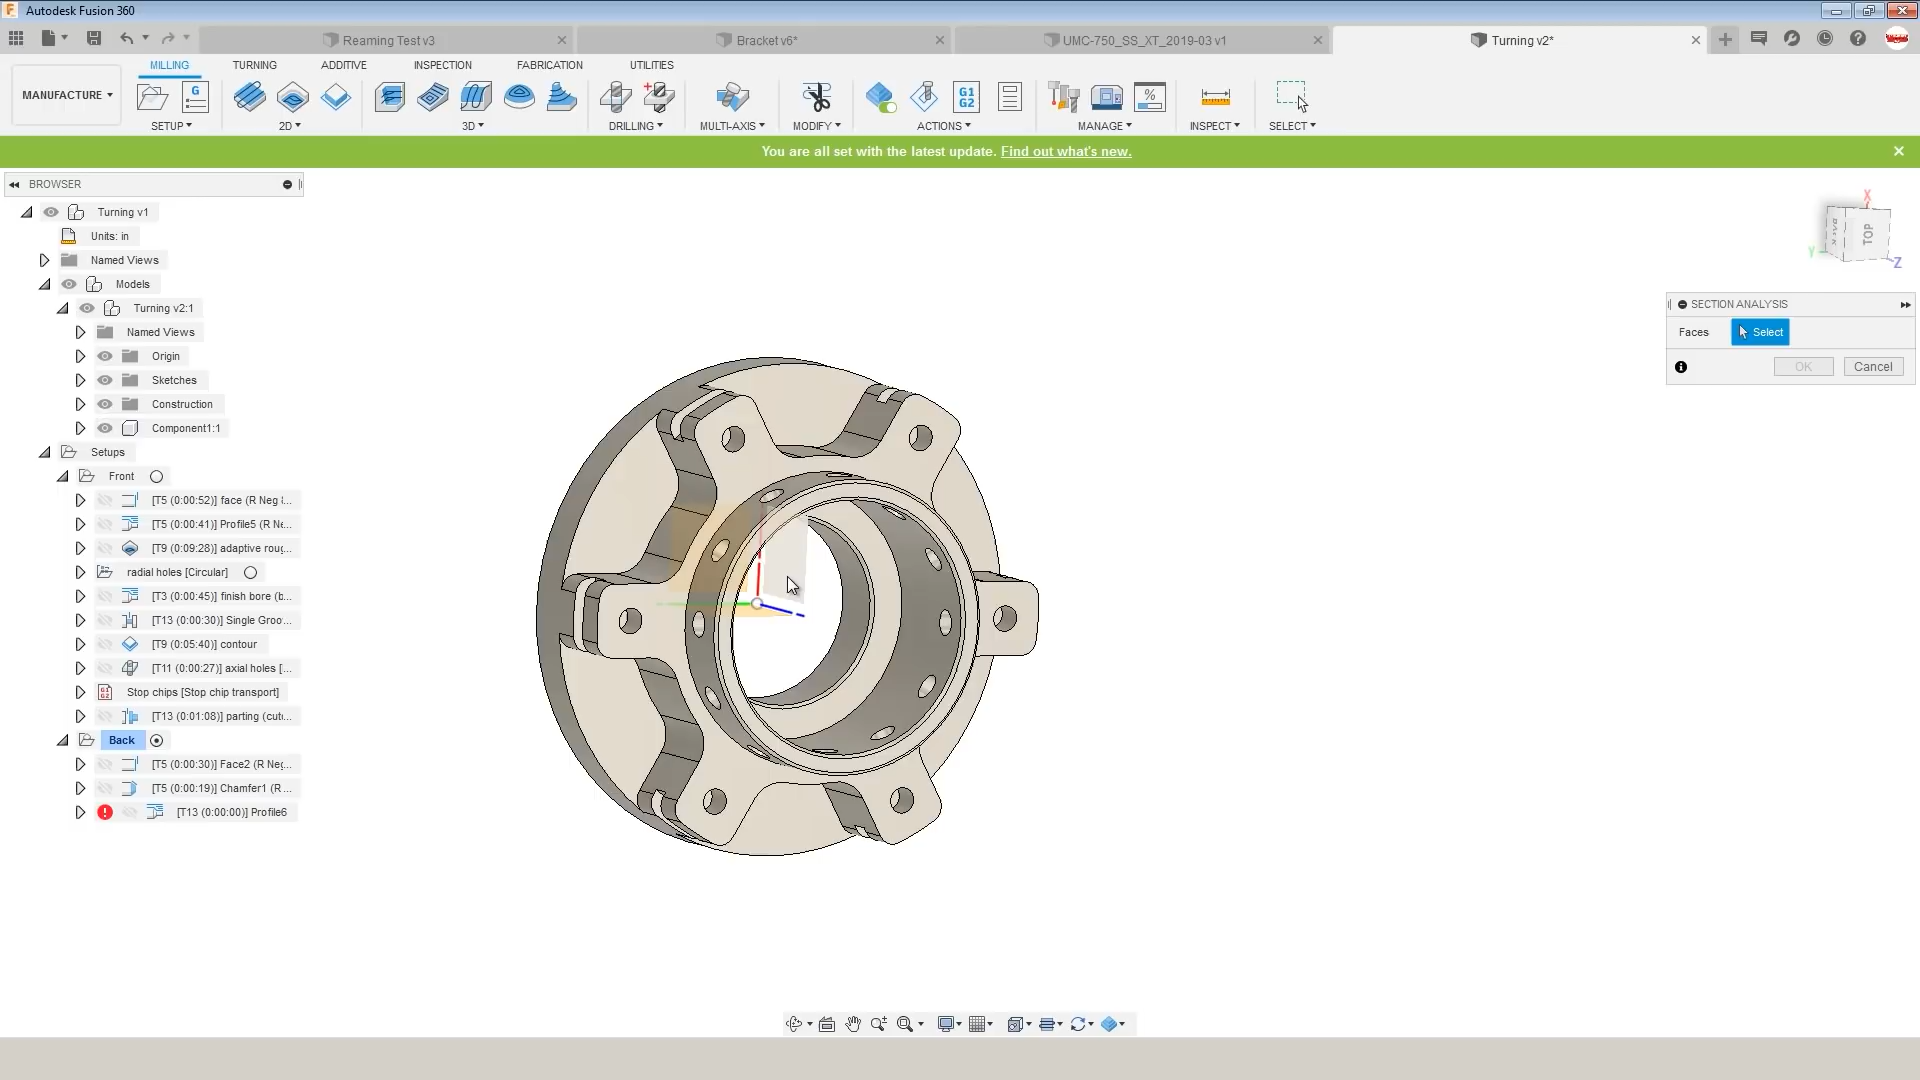 Autodesk Fusion 360
Reaming Test v3
Bracket v6*
UMC-750_SS_XT_2019-03 v1
Turning v2*
MILLING
TURNING
ADDITIVE
INSPECTION
FABRICATION
UTILITIES
MANUFACTURE
SETUP
2D
3D
DRILLING
MULTI-AXIS
MODIFY
G1
G2
ACTIONS
MANAGE
INSPECT
SELECT
You are all set with the latest update. Find out what's new.
BROWSER
Turning v1
Units: in
Named Views
Models
Turning v2:1
Named Views
Origin
Sketches
Construction
Component1:1
Setups
Front
[T5 (0:00:52)] face (R Neg i...
[T5 (0:00:41)] Profile5 (R Ne...
[T9 (0:09:28)] adaptive roug...
radial holes [Circular]
[T3 (0:00:45)] finish bore (b...
[T13 (0:00:30)] Single Groo...
[T9 (0:05:40)] contour
[T11 (0:00:27)] axial holes [...
Stop chips [Stop chip transport]
[T13 (0:01:08)] parting (cut...
Back
[T5 (0:00:30)] Face2 (R Neg...
[T5 (0:00:19)] Chamfer1 (R ...
[T13 (0:00:00)] Profile6
X
BACK
TOP
Y
Z
SECTION ANALYSIS
Faces
Select
OK
Cancel